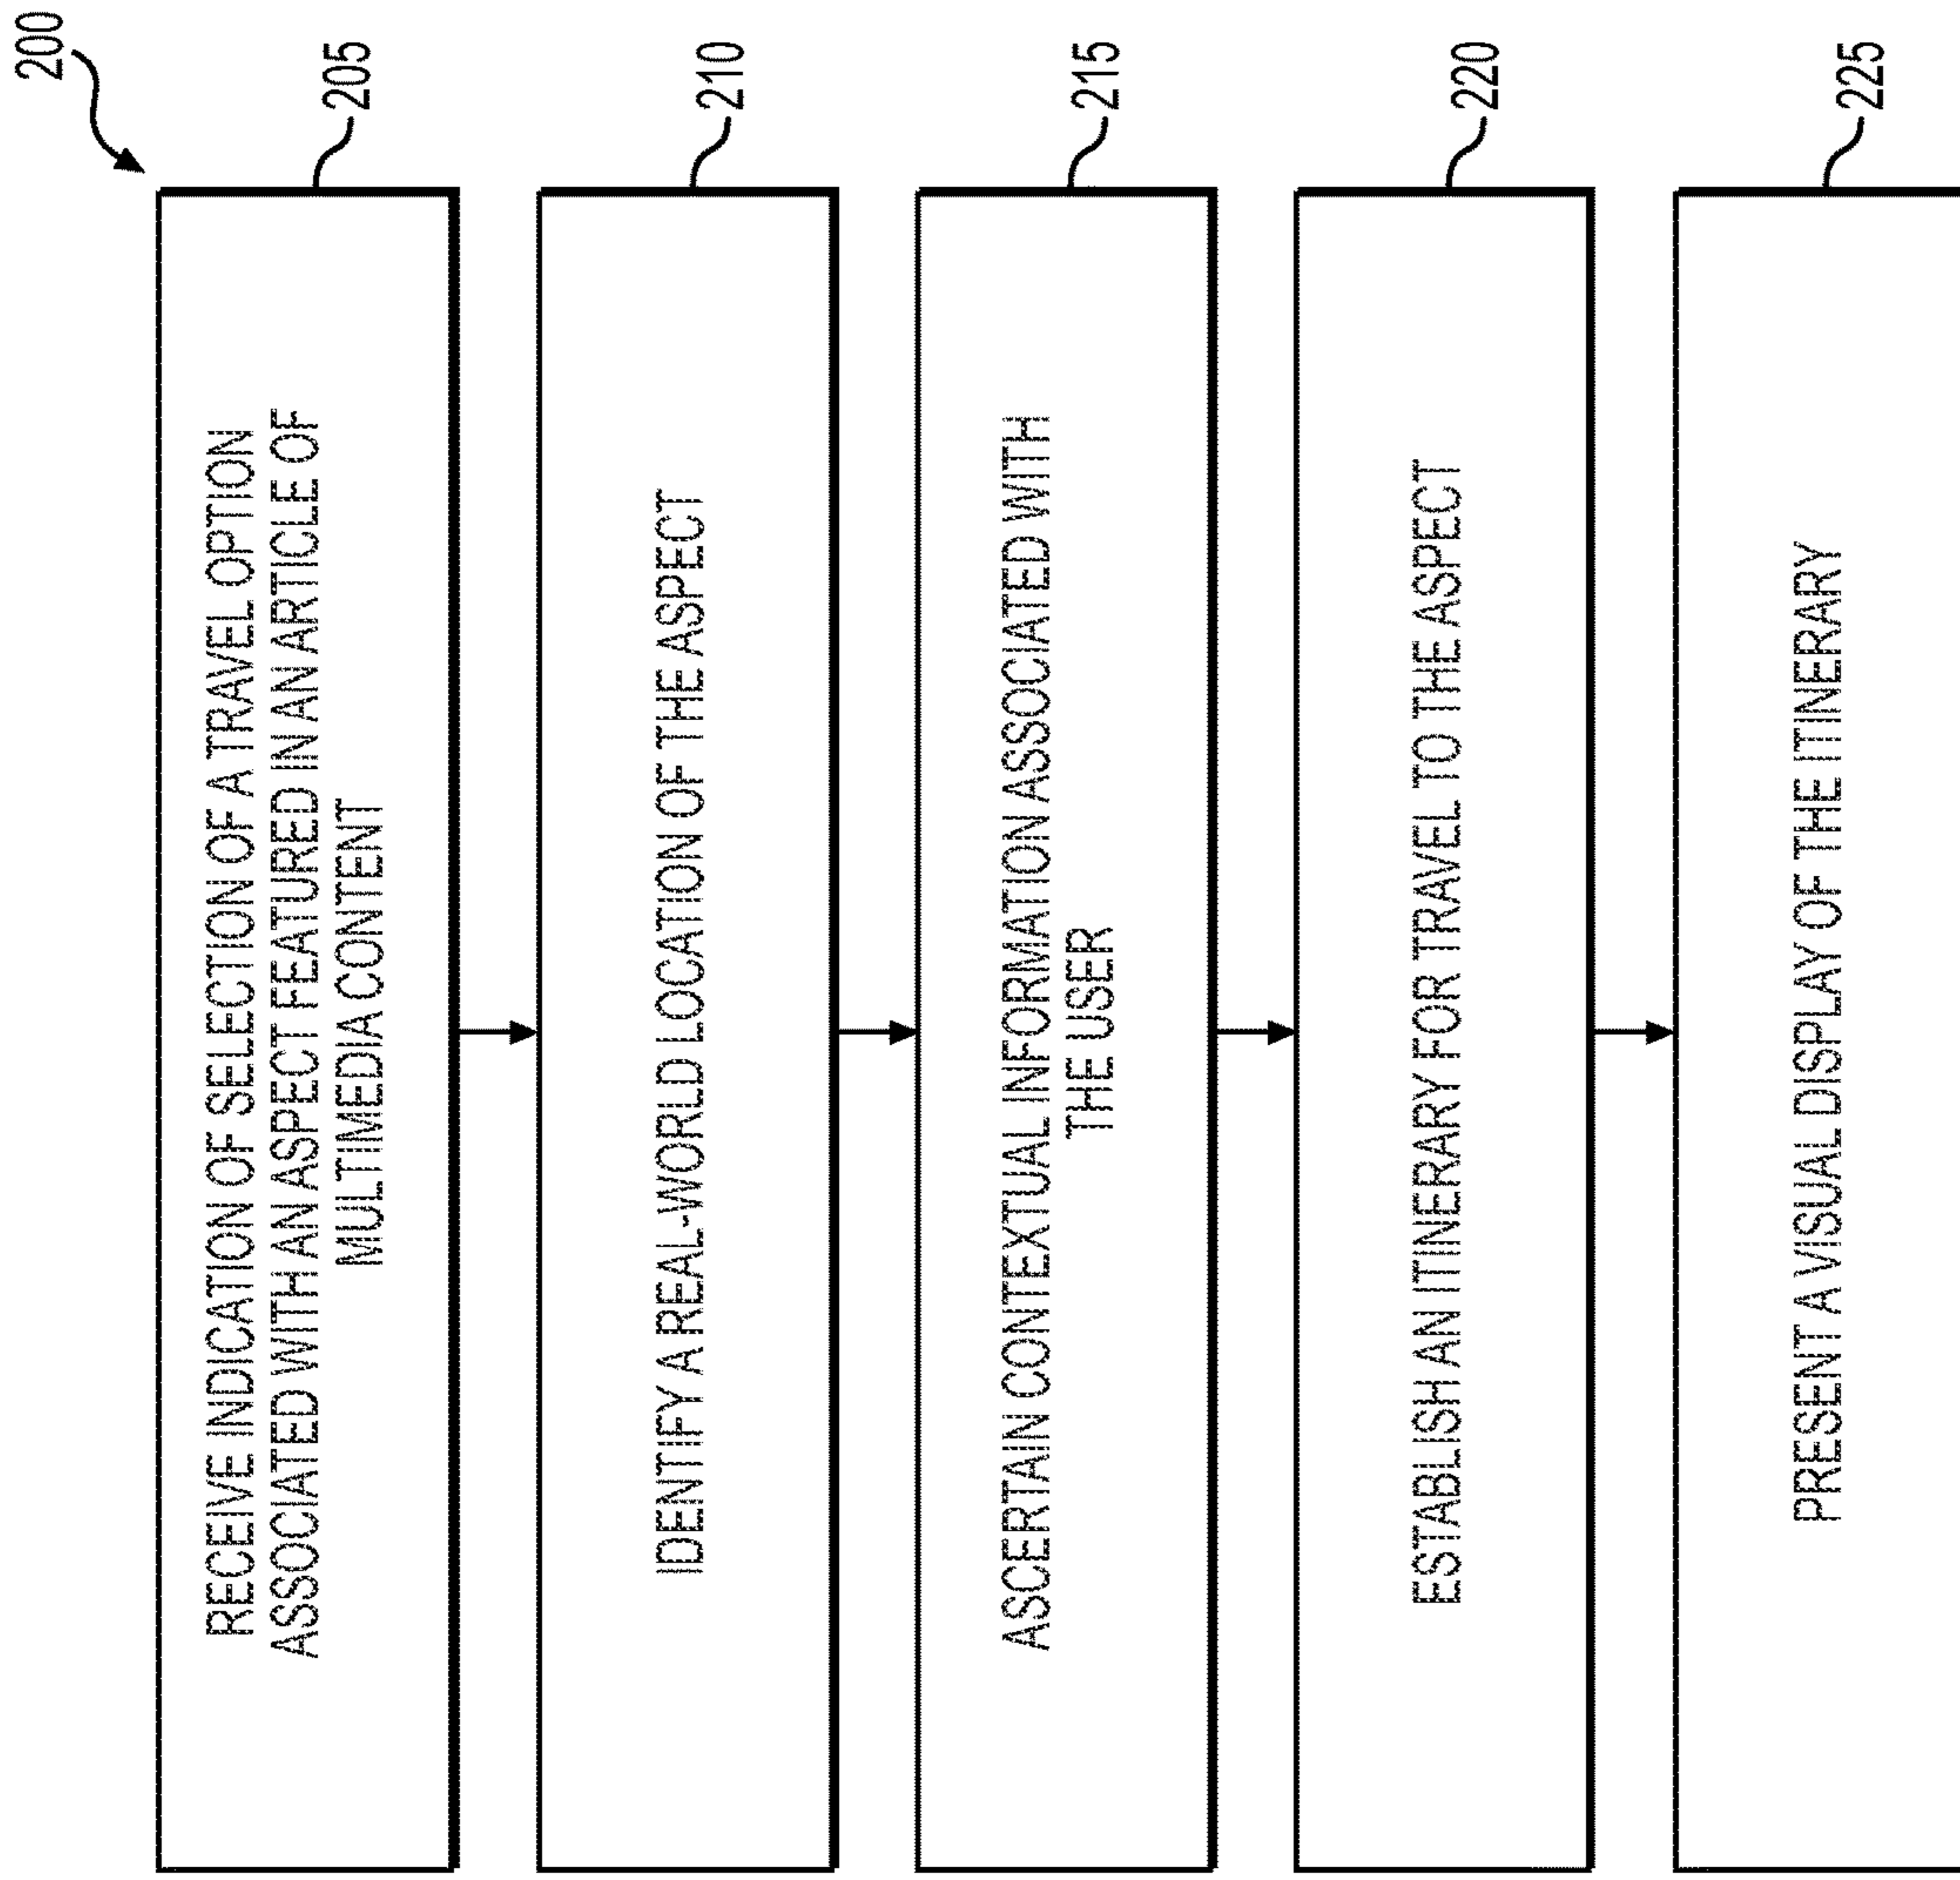 200
RECEIVE INDICATION OF SELECTION OF A TRAVEL OPTION
ASSOCIATED WITH AN ASPECT FEATURED IN AN ARTICLE OF
MULTIMEDIA CONTENT
205
IDENTIFY A REAL-WORLD LOCATION OF THE ASPECT
210
ASCERTAIN CONTEXTUAL INFORMATION ASSOCIATED WITH
THE USER
215
ESTABLISH AN ITINERARY FOR TRAVEL TO THE ASPECT
220
PRESENT A VISUAL DISPLAY OF THE ITINERARY
225